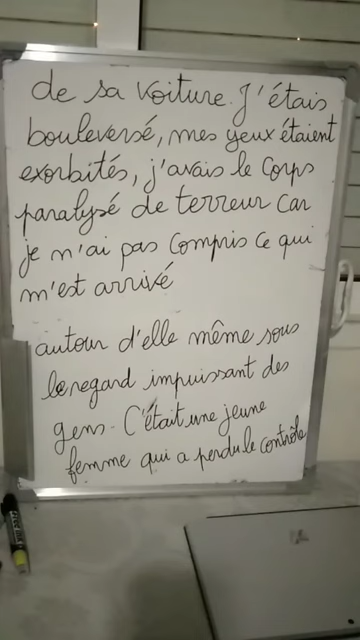 de sa voiture. J'étais
bouleversé, mes yeux étaient
exorbités, j'avais le corps
paralysé de terreur car
je n'ai pas compris ce qui
m'est arrivé
autour d'elle même sous
le regard impuissant des
gens. C'était une jeune
femme qui a perdu le contrôle